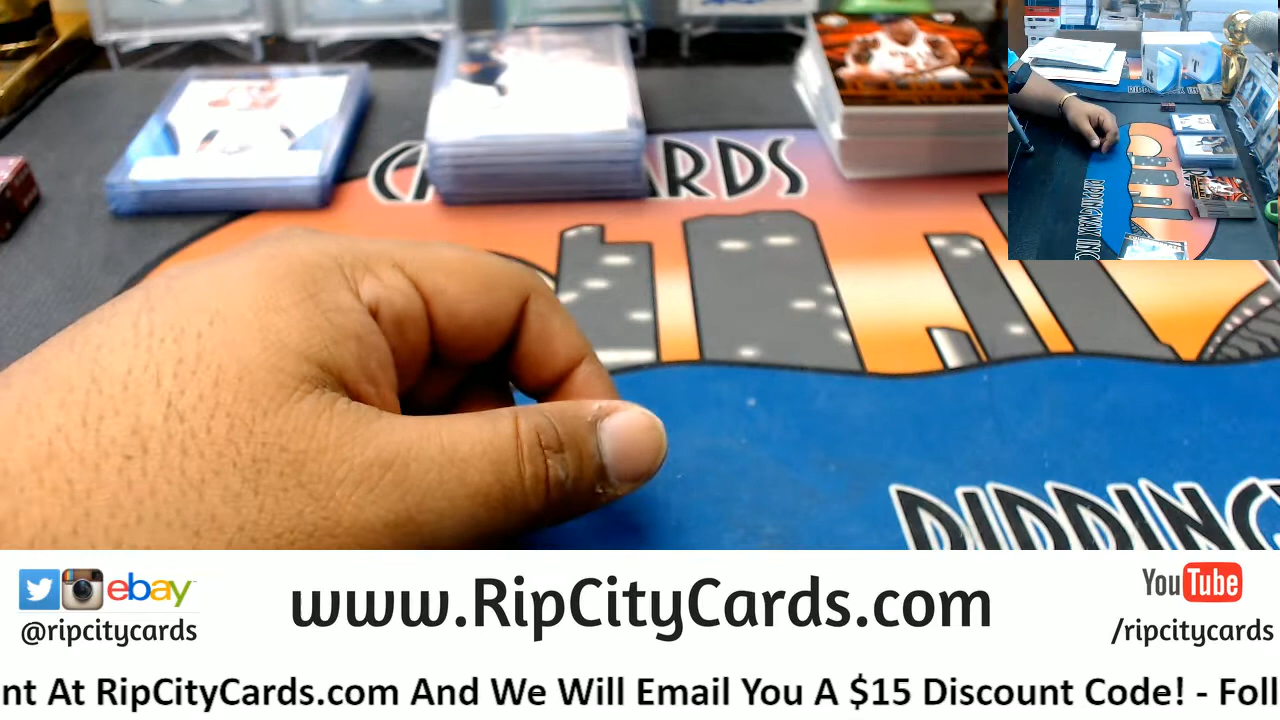 CA
ARDS
RIPPING
ebay
@ripcitycards
www.RipCityCards.com
YouTube
/ripcitycards
nt At RipCityCards.com And We Will Email You A $15 Discount Code! - Foll